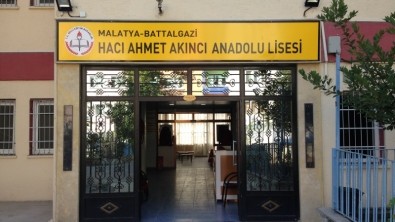 MALATYA-BATTALGAZİ
HACI AHMET AKINCI ANADOLU LİSESİ